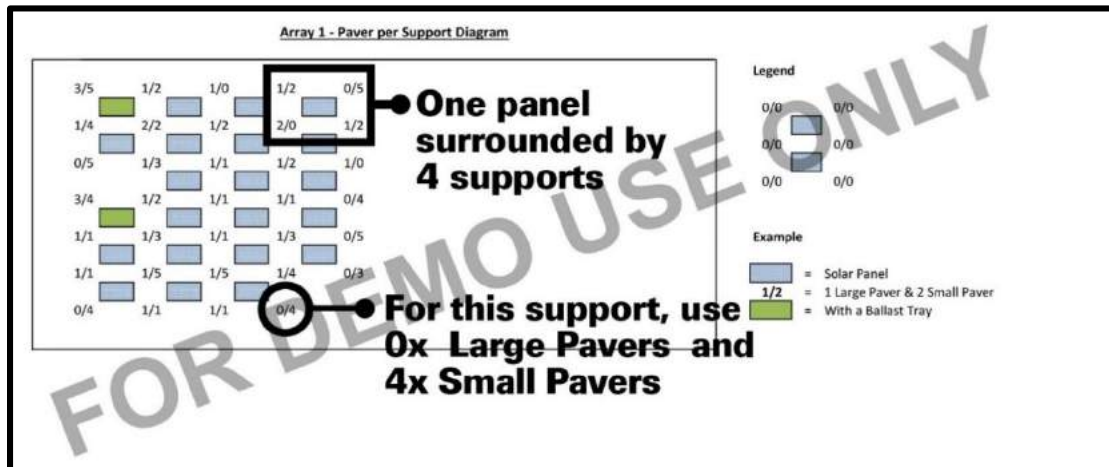 Array 1 - Paver per Support Diagram
3/5 1/2 1/0 1/2 0/5
1/4 2/2 1/2 2/0 1/2
0/5 1/3 1/1 1/2 1/0
3/4 1/2 1/1 1/1 0/4
1/1 1/3 1/1 1/3 0/5
1/1 1/5 1/5 1/4 0/3
0/4 1/1 1/1 0/4
One panel
surrounded by
4 supports
For this support, use
0x Large Pavers and
4x Small Pavers
Legend
0/0 0/0
0/0 0/0
0/0 0/0
Example
= Solar Panel
1/2 = 1 Large Paver & 2 Small Paver
= With a Ballast Tray
FOR DEMO USE ONLY